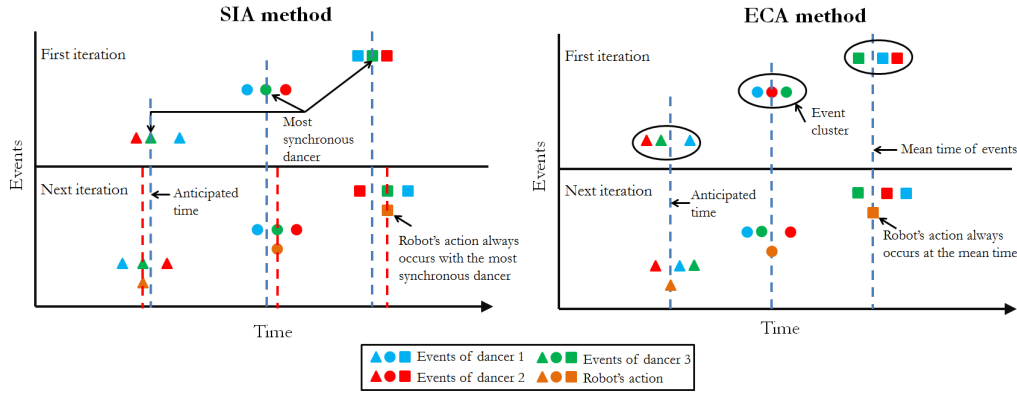 SIA method
First iteration
Most
synchronous
dancer
Next iteration
Anticipated
time
Robot's action always
occurs with the most
synchronous dancer
Events
Time
ECA method
First iteration
Event
cluster
Mean time of events
Next iteration
Anticipated
time
Robot's action always
occurs at the mean time
Events
Time
Events of dancer 1
Events of dancer 3
Events of dancer 2
Robot's action